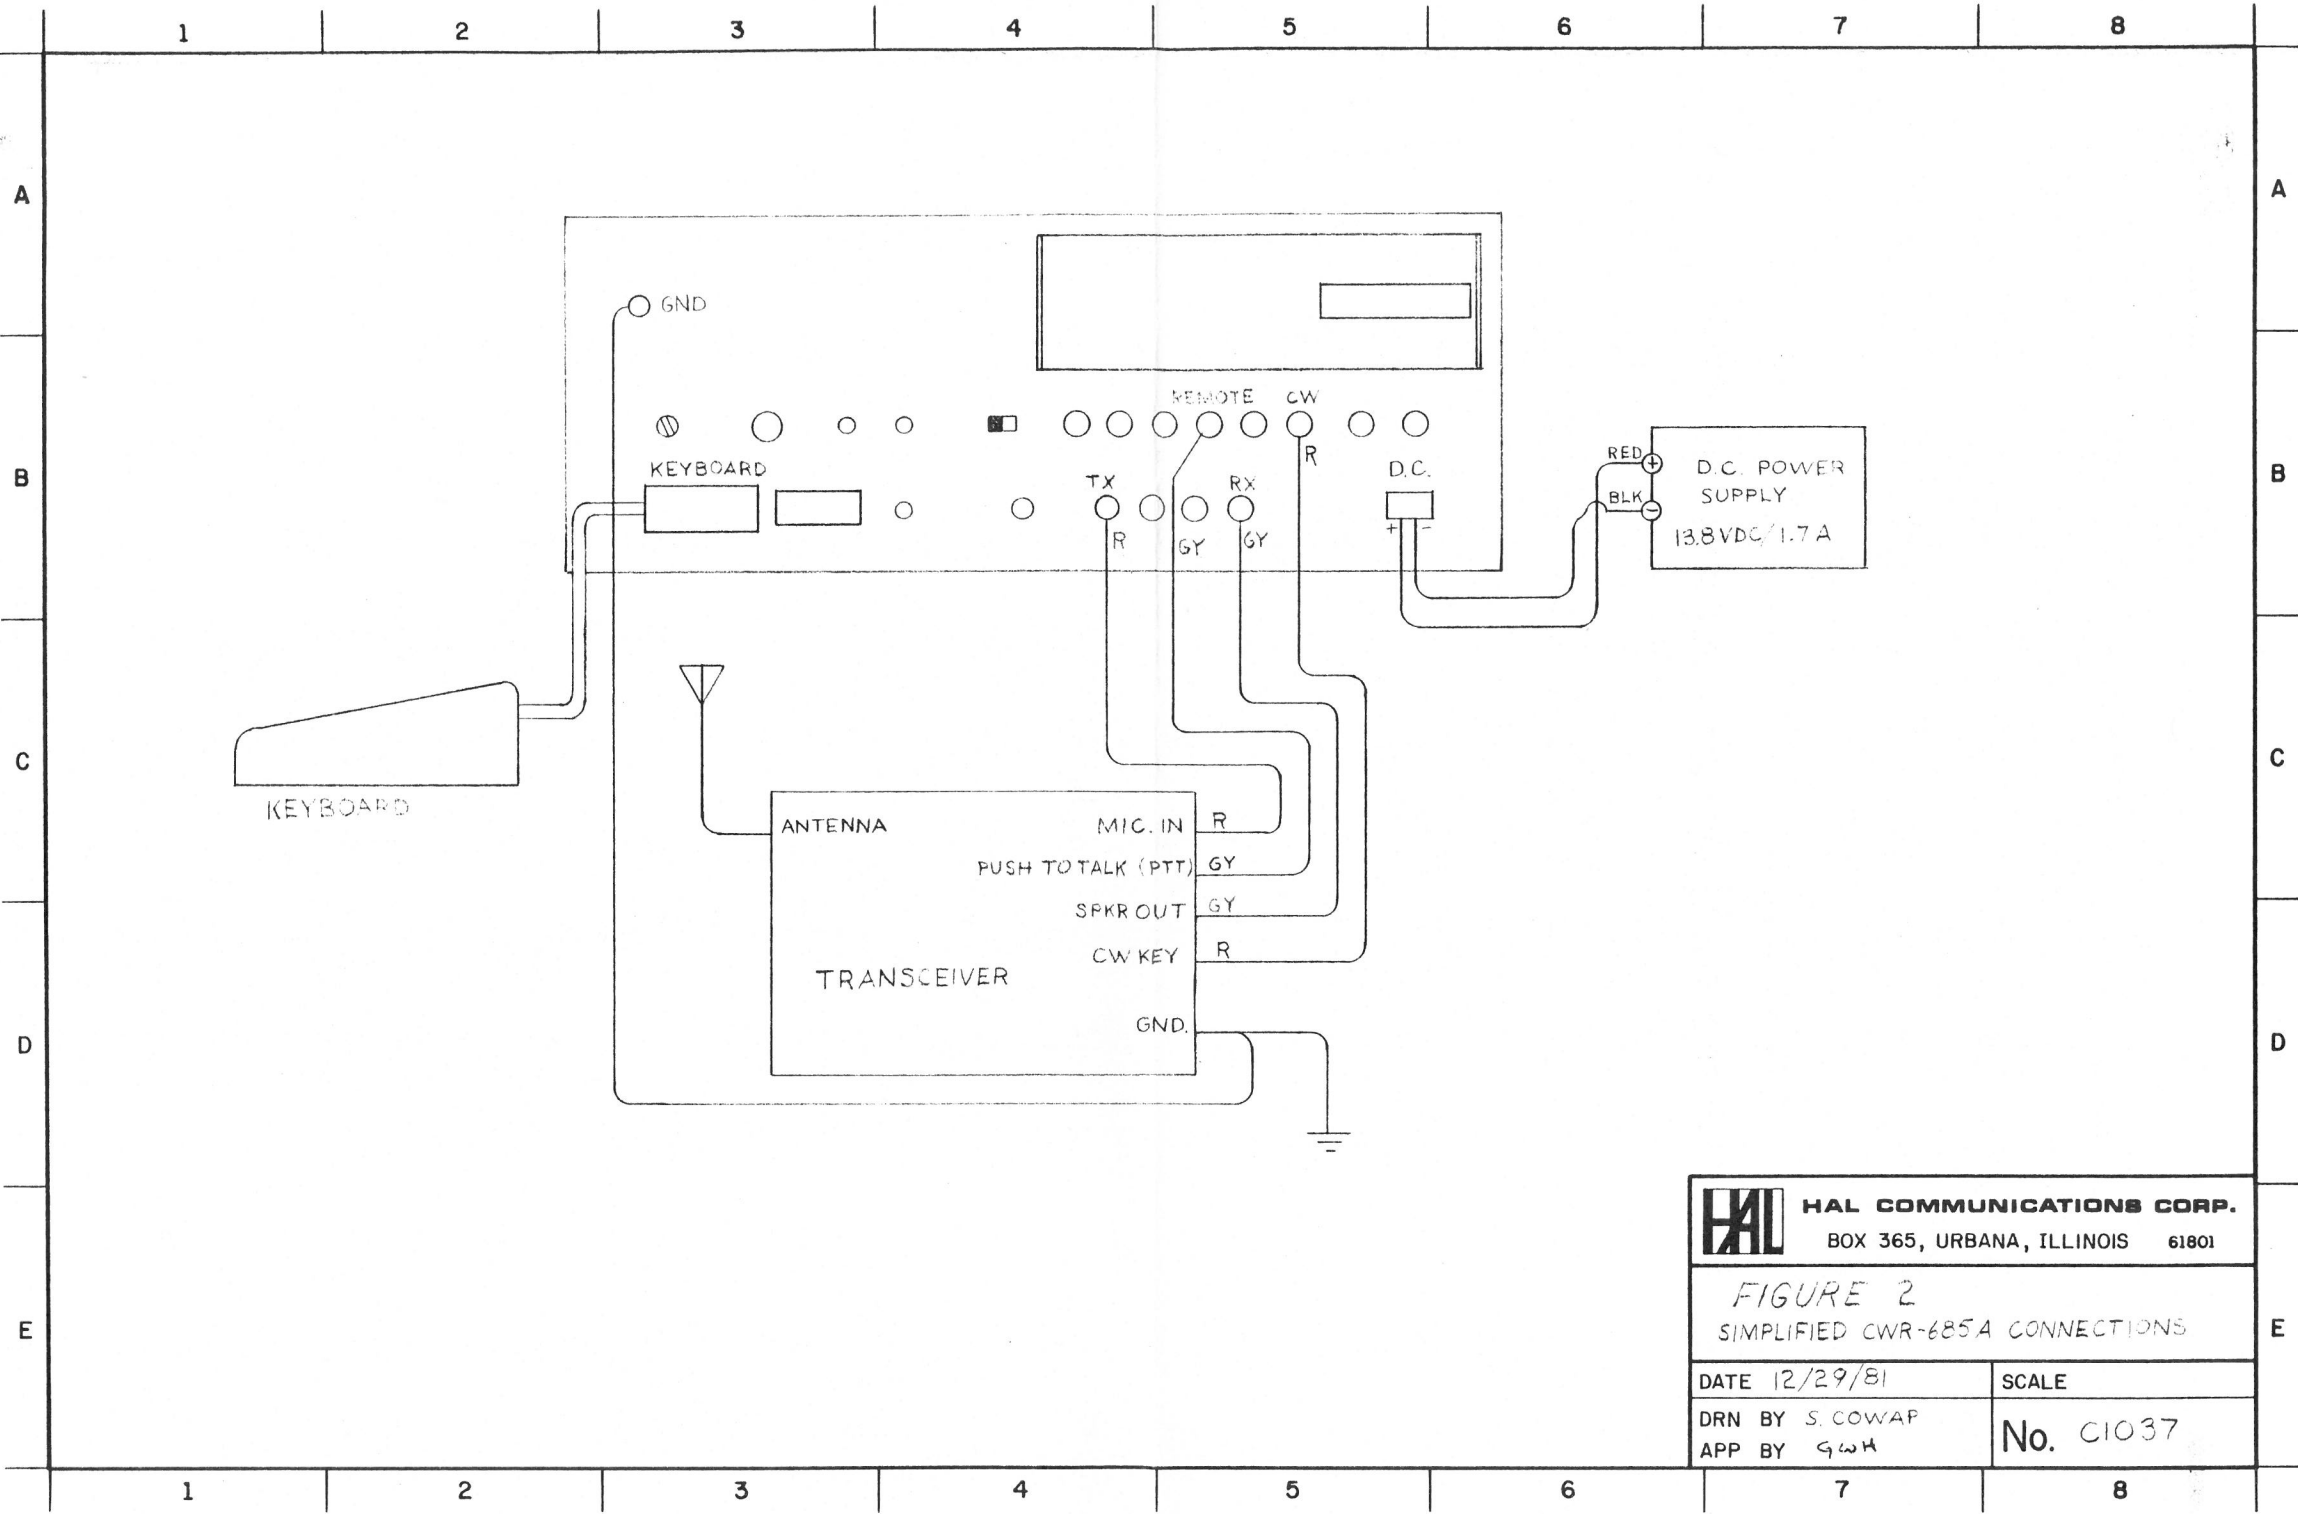 1 2 3 4 5 6 7 8
A A
GND
REMOTE CW
R
KEYBOARD D.C.
TX RX
R GY GY + -
RED + D.C. POWER
BLK - SUPPLY
13.8VDC/1.7 A
B B
C C
KEYBOARD
ANTENNA MIC. IN R
PUSH TO TALK (PTT) GY
SPKR OUT GY
CW KEY R
TRANSCEIVER
GND.
D D
HAL HAL COMMUNICATIONS CORP.
BOX 365, URBANA, ILLINOIS 61801
FIGURE 2
SIMPLIFIED CWR-685A CONNECTIONS
E E
DATE 12/29/81 SCALE
DRN BY S. COWAP
APP BY GWH
No. C1037
1 2 3 4 5 6 7 8